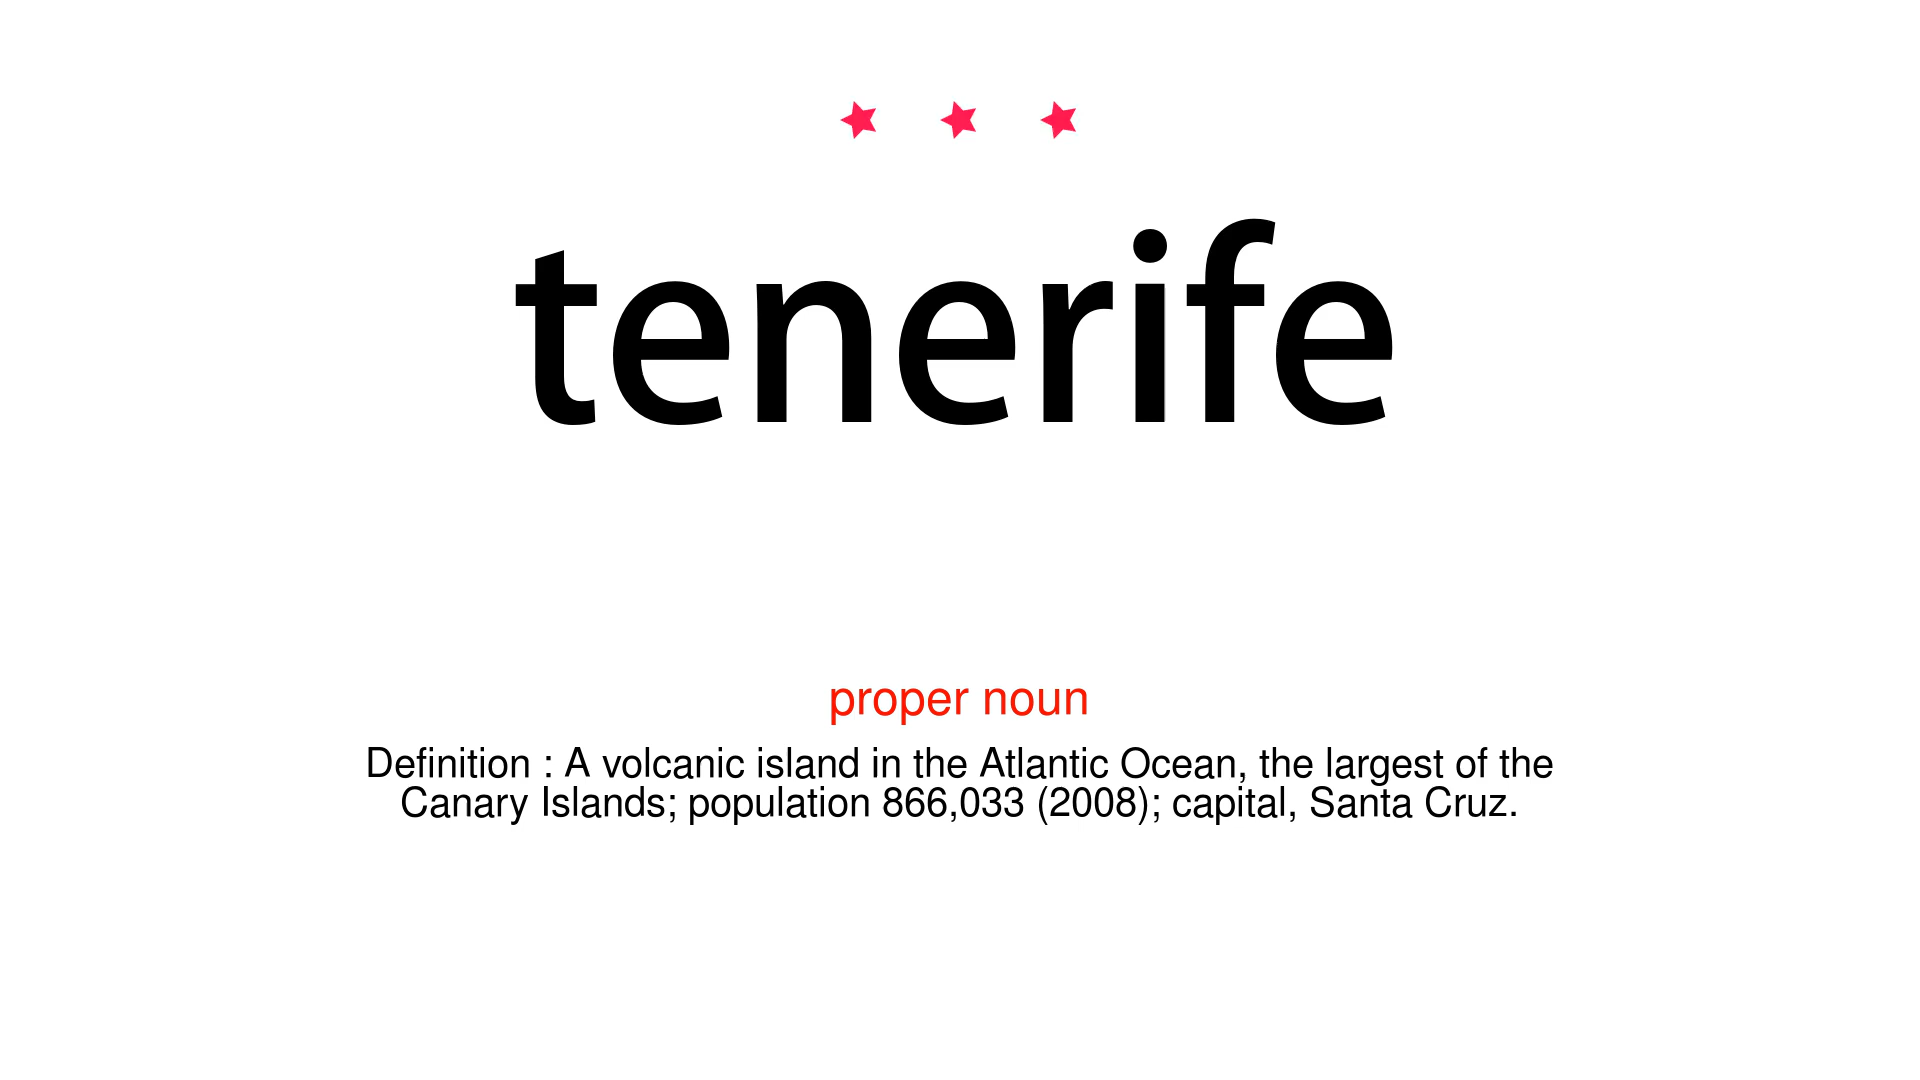 tenerife
proper noun
Definition : A volcanic island in the Atlantic Ocean, the largest of the
Canary Islands; population 866,033 (2008); capital, Santa Cruz.